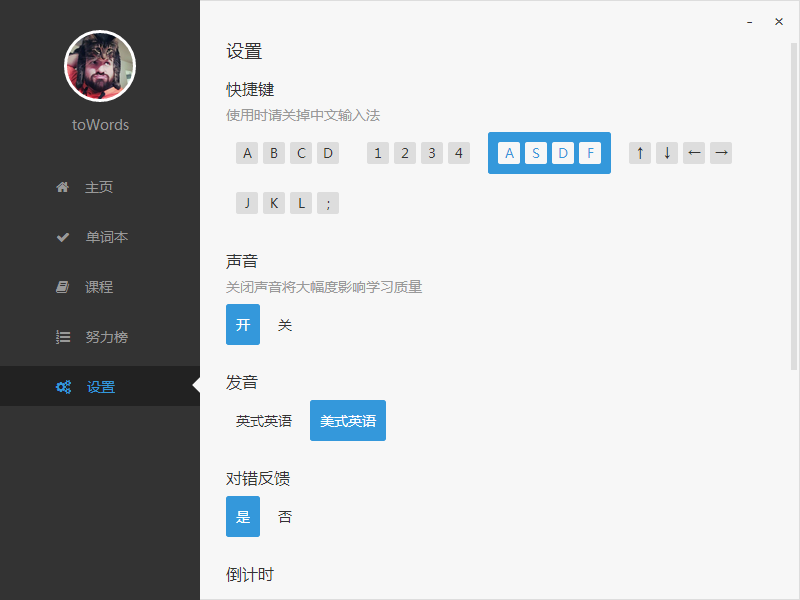 toWords
主页
单词本
课程
努力榜
设置
- ×
设置
快捷键
使用时请关掉中文输入法
A B C D 1 2 3 4 A S D F ↑ ↓ ← →
J K L ;
声音
关闭声音将大幅度影响学习质量
开 关
发音
英式英语 美式英语
对错反馈
是 否
倒计时